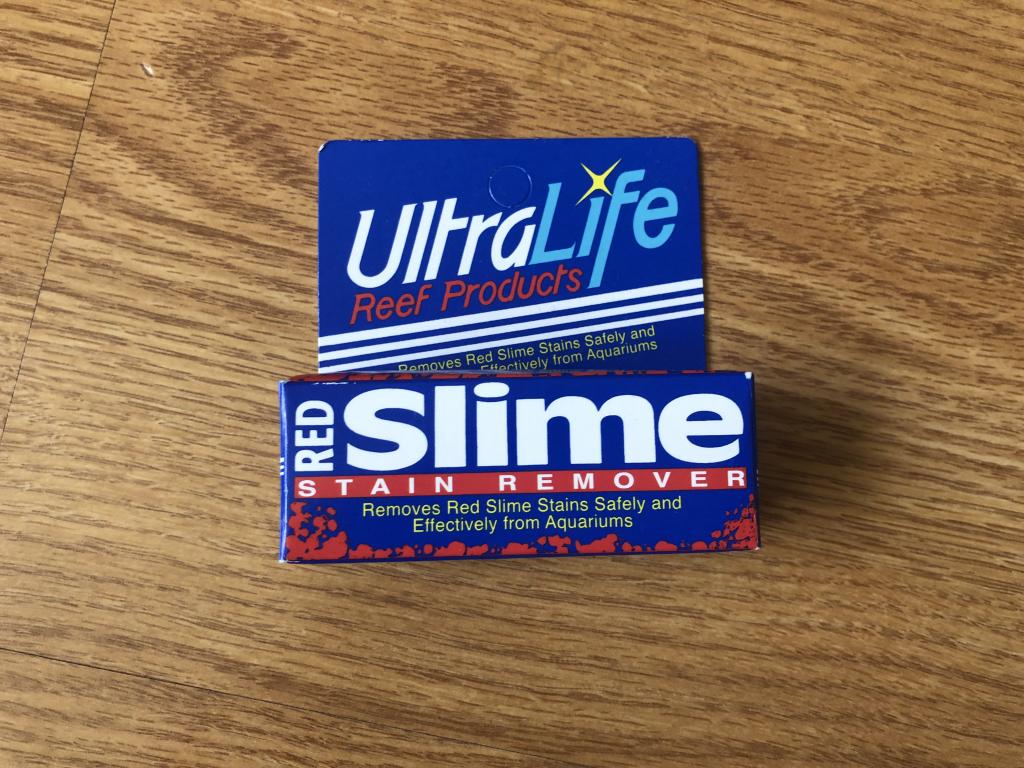 UltraLife
Reef Products
Removes Red Slime Stains Safely and
Effectively from Aquariums
RED
Slime
STAIN REMOVER
Removes Red Slime Stains Safely and
Effectively from Aquariums